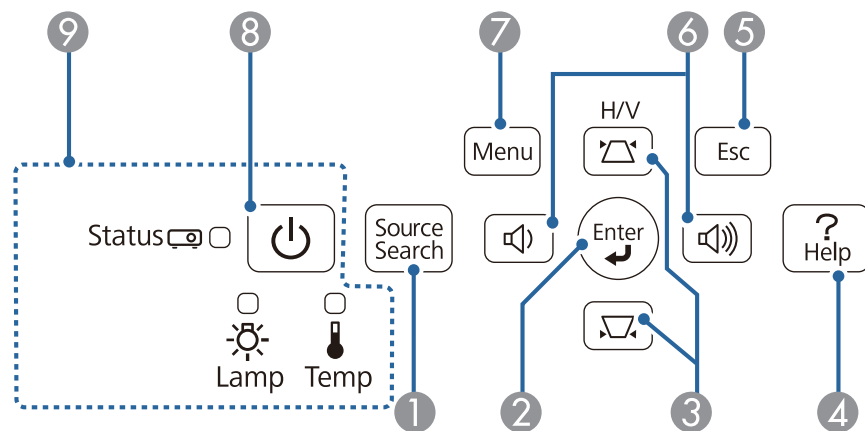 9
8
7
6
5
H/V
Menu
Esc
Status
Source
Search
Enter
?
Help
Lamp
Temp
1
2
3
4